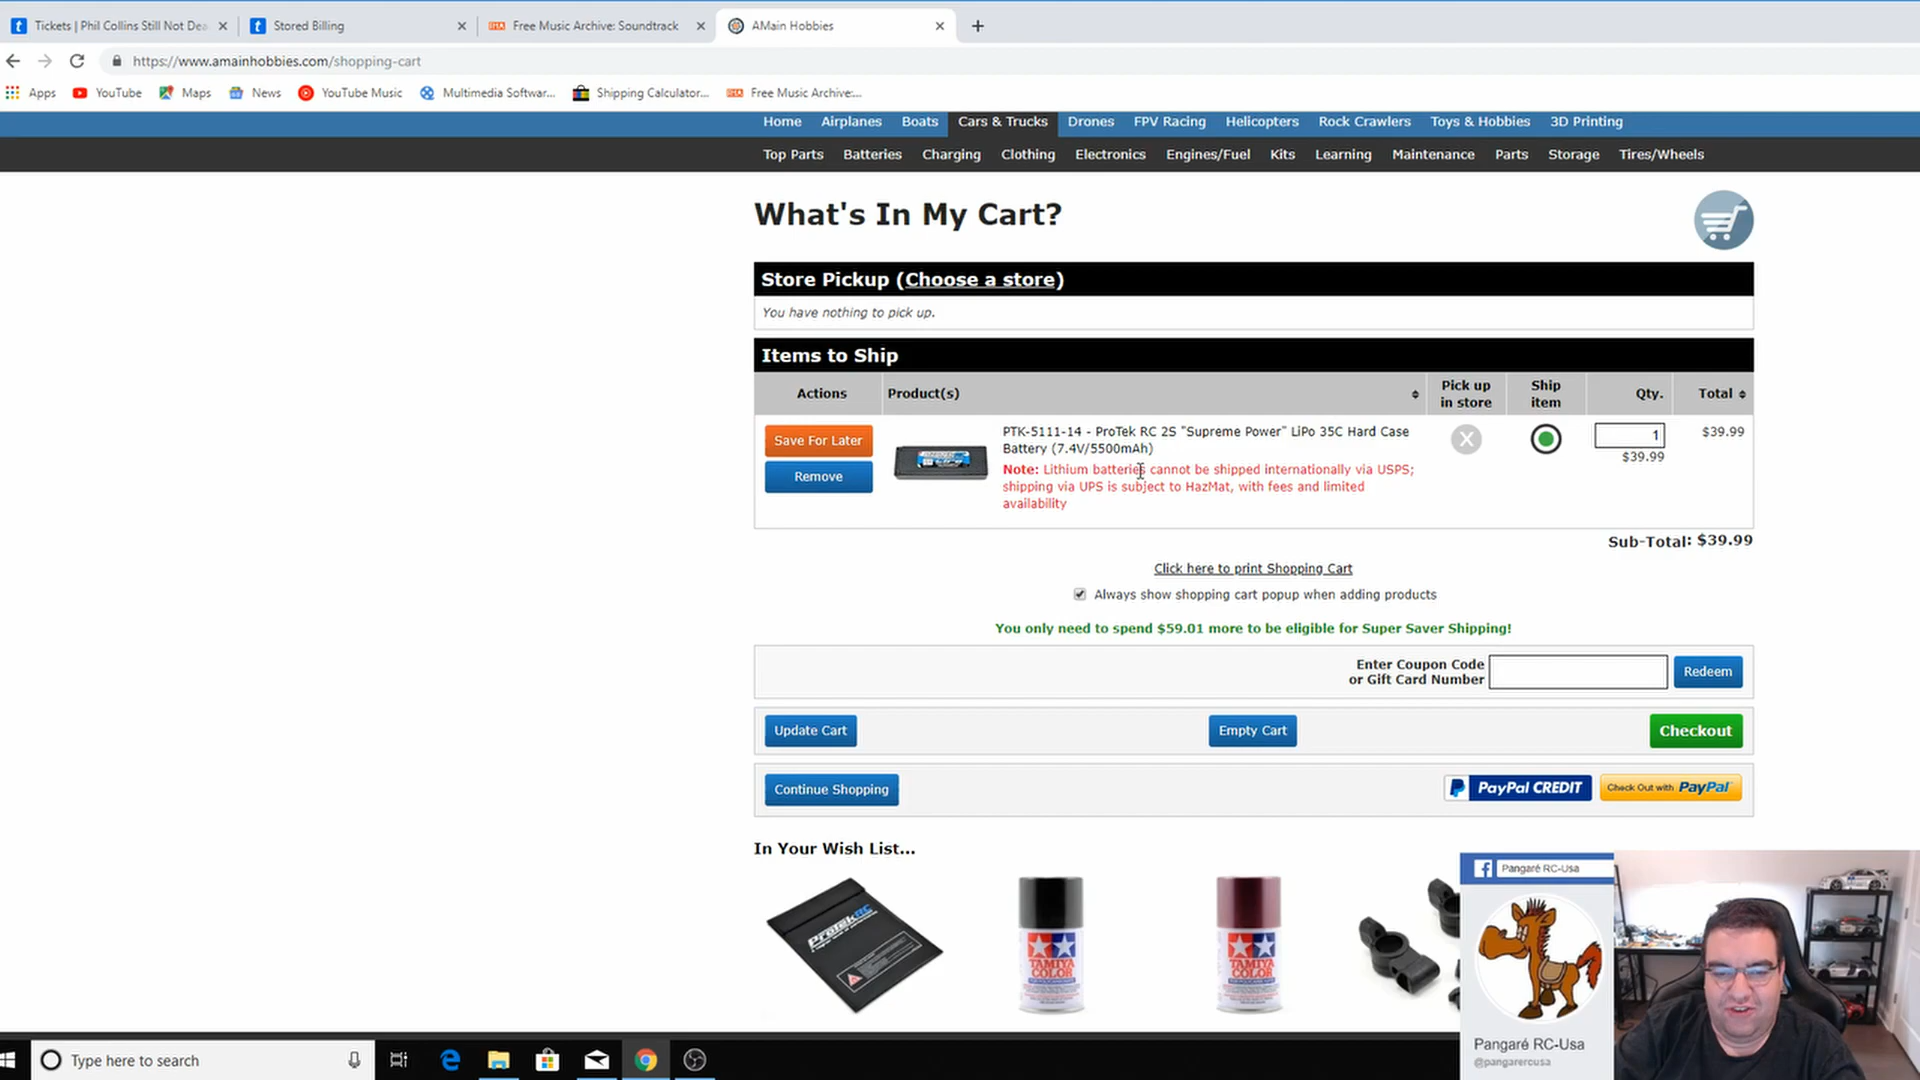 Tickets | Phil Collins Still Not Dea
Stored Billing
Free Music Archive: Soundtrack
AMain Hobbies
https://www.amainhobbies.com/shopping-cart
Apps
YouTube
Maps
News
YouTube Music
Multimedia Softwar...
Shipping Calculator...
Free Music Archive:...
Home Airplanes Boats Cars & Trucks Drones FPV Racing Helicopters Rock Crawlers Toys & Hobbies 3D Printing
Top Parts Batteries Charging Clothing Electronics Engines/Fuel Kits Learning Maintenance Parts Storage Tires/Wheels
What's In My Cart?
Store Pickup (Choose a store)
You have nothing to pick up.
Items to Ship
Actions
Product(s)
Pick up
in store
Ship
item
Qty.
Total
Save For Later
Remove
PTK-5111-14 - ProTek RC 2S "Supreme Power" LiPo 35C Hard Case
Battery (7.4V/5500mAh)
Note: Lithium batteries cannot be shipped internationally via USPS;
shipping via UPS is subject to HazMat, with fees and limited
availability
X
1
$39.99
$39.99
Sub-Total: $39.99
Click here to print Shopping Cart
Always show shopping cart popup when adding products
You only need to spend $59.01 more to be eligible for Super Saver Shipping!
Enter Coupon Code
or Gift Card Number
Redeem
Update Cart
Empty Cart
Checkout
Continue Shopping
PayPal CREDIT
Check Out with PayPal
In Your Wish List...
ProTek RC
TAMIYA
COLOR
TAMIYA
COLOR
Pangaré RC-Usa
Pangaré RC-Usa
@pangarercusa
Type here to search